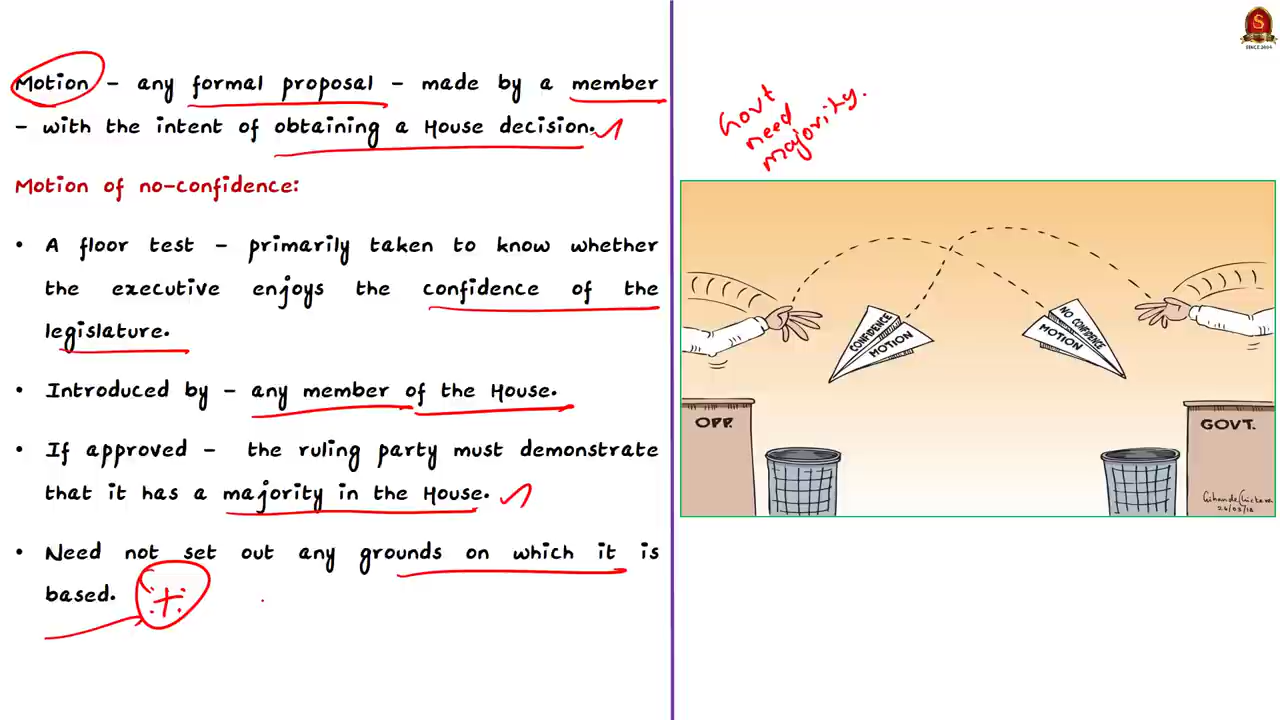 Motion – any formal proposal – made by a member
– with the intent of obtaining a House decision.
Motion of no-confidence:
• A floor test – primarily taken to know whether
the executive enjoys the confidence of the
legislature.
• Introduced by – any member of the House.
• If approved – the ruling party must demonstrate
that it has a majority in the House.
• Need not set out any grounds on which it is
based.
S
SINCE 2004
Govt
need
majority.
CONFIDENCE
MOTION
NO CONFIDENCE
MOTION
OPP.
GOVT.